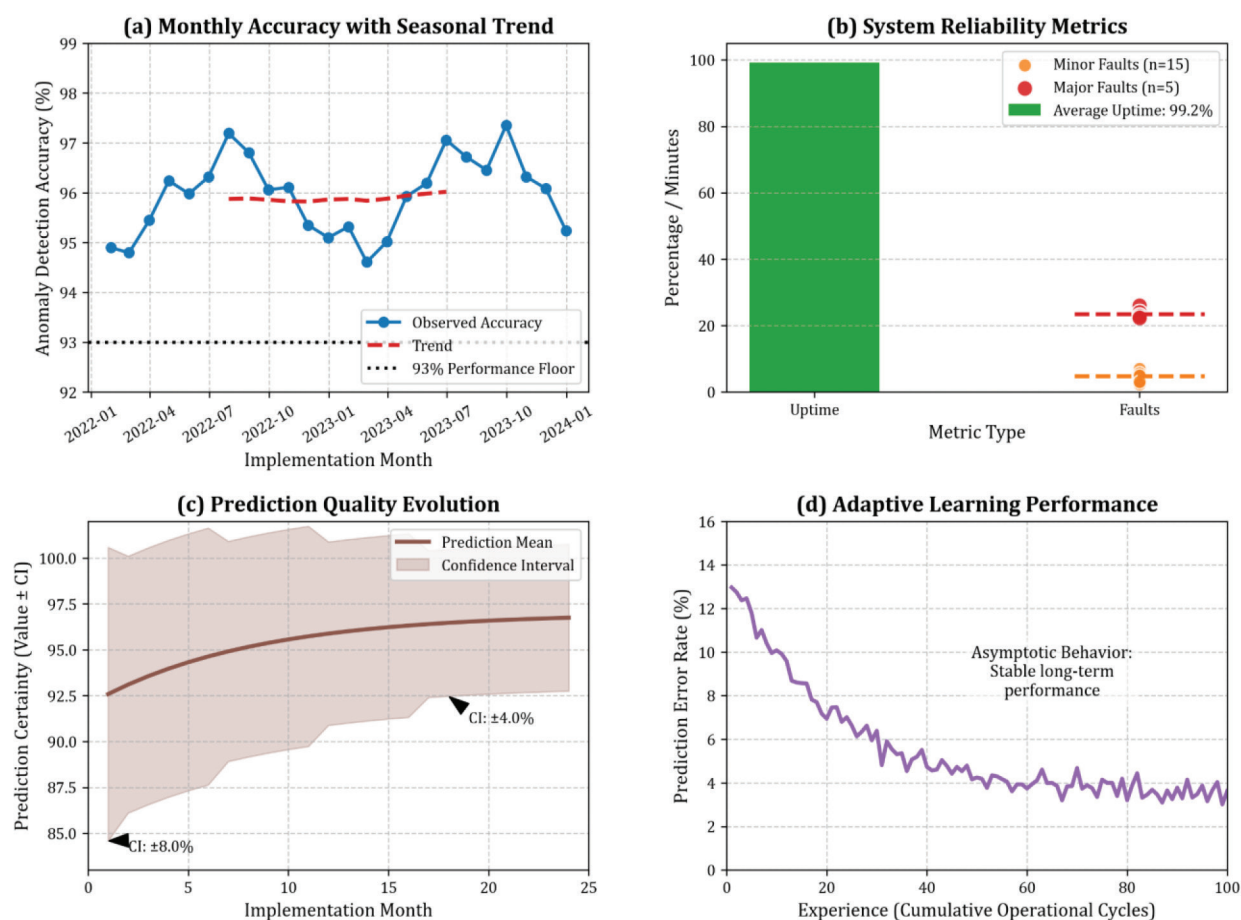 (a) Monthly Accuracy with Seasonal Trend
Anomaly Detection Accuracy (%)
99
98
97
96
95
94
93
92
Observed Accuracy
Trend
93% Performance Floor
2022-01
2022-04
2022-07
2022-10
2023-01
2023-04
2023-07
2023-10
2024-01
Implementation Month
(b) System Reliability Metrics
Percentage / Minutes
100
80
60
40
20
0
Minor Faults (n=15)
Major Faults (n=5)
Average Uptime: 99.2%
Uptime
Faults
Metric Type
(c) Prediction Quality Evolution
Prediction Certainty (Value ± CI)
100.0
97.5
95.0
92.5
90.0
87.5
85.0
Prediction Mean
Confidence Interval
CI: ±4.0%
CI: ±8.0%
0
5
10
15
20
25
Implementation Month
(d) Adaptive Learning Performance
Prediction Error Rate (%)
16
14
12
10
8
6
4
2
0
Asymptotic Behavior:
Stable long-term
performance
0
20
40
60
80
100
Experience (Cumulative Operational Cycles)